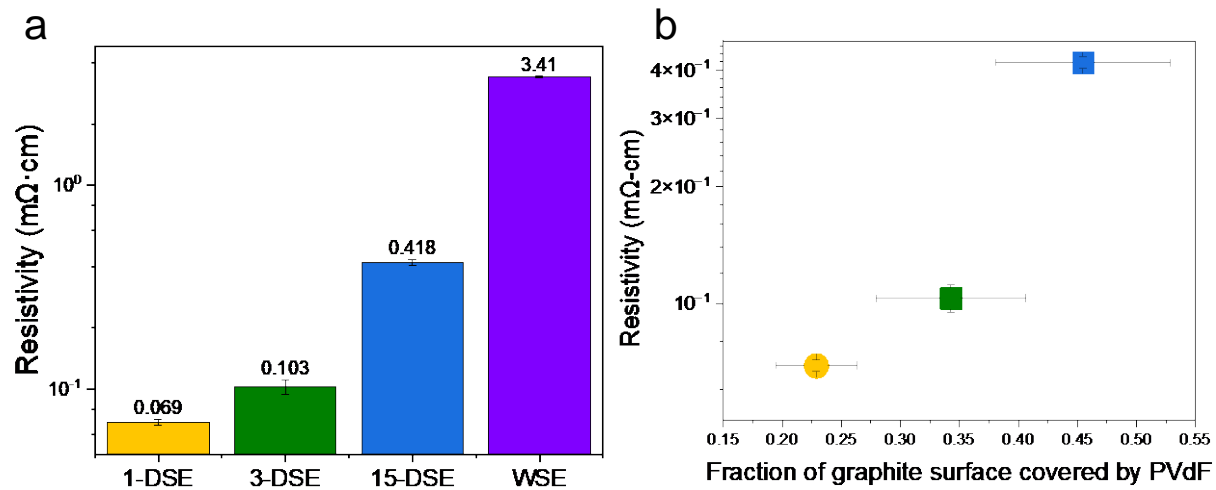 a
Resistivity (mΩ·cm)
10⁰
10⁻¹
0.069
0.103
0.418
3.41
1-DSE
3-DSE
15-DSE
WSE
b
Resistivity (mΩ-cm)
4×10⁻¹
3×10⁻¹
2×10⁻¹
10⁻¹
0.15 0.20 0.25 0.30 0.35 0.40 0.45 0.50 0.55
Fraction of graphite surface covered by PVdF